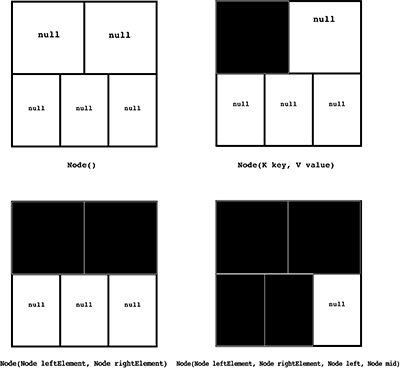 null null null
null null null null null null
Node() Node(K key, V value)
null null null null
Node(Node leftElement, Node rightElement) Node(Node leftElement, Node rightElement, Node left, Node mid)